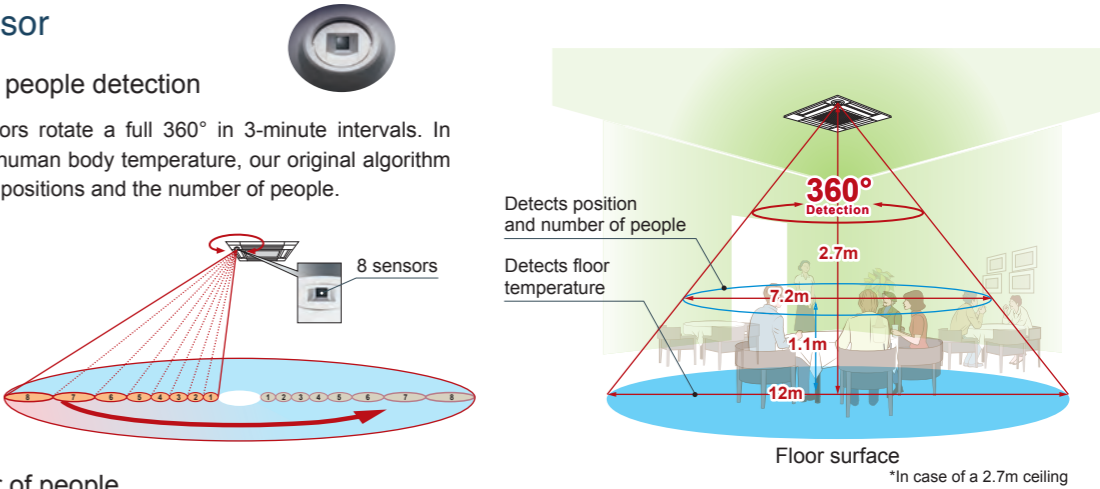 sor
people detection
ors rotate a full 360° in 3-minute intervals. In
human body temperature, our original algorithm
positions and the number of people.
8 sensors
8 7 6 5 4 3 2 1 1 2 3 4 5 6 7 8
of people
360°
Detection
Detects position
and number of people
2.7m
Detects floor
temperature
7.2m
1.1m
12m
Floor surface
*In case of a 2.7m ceiling